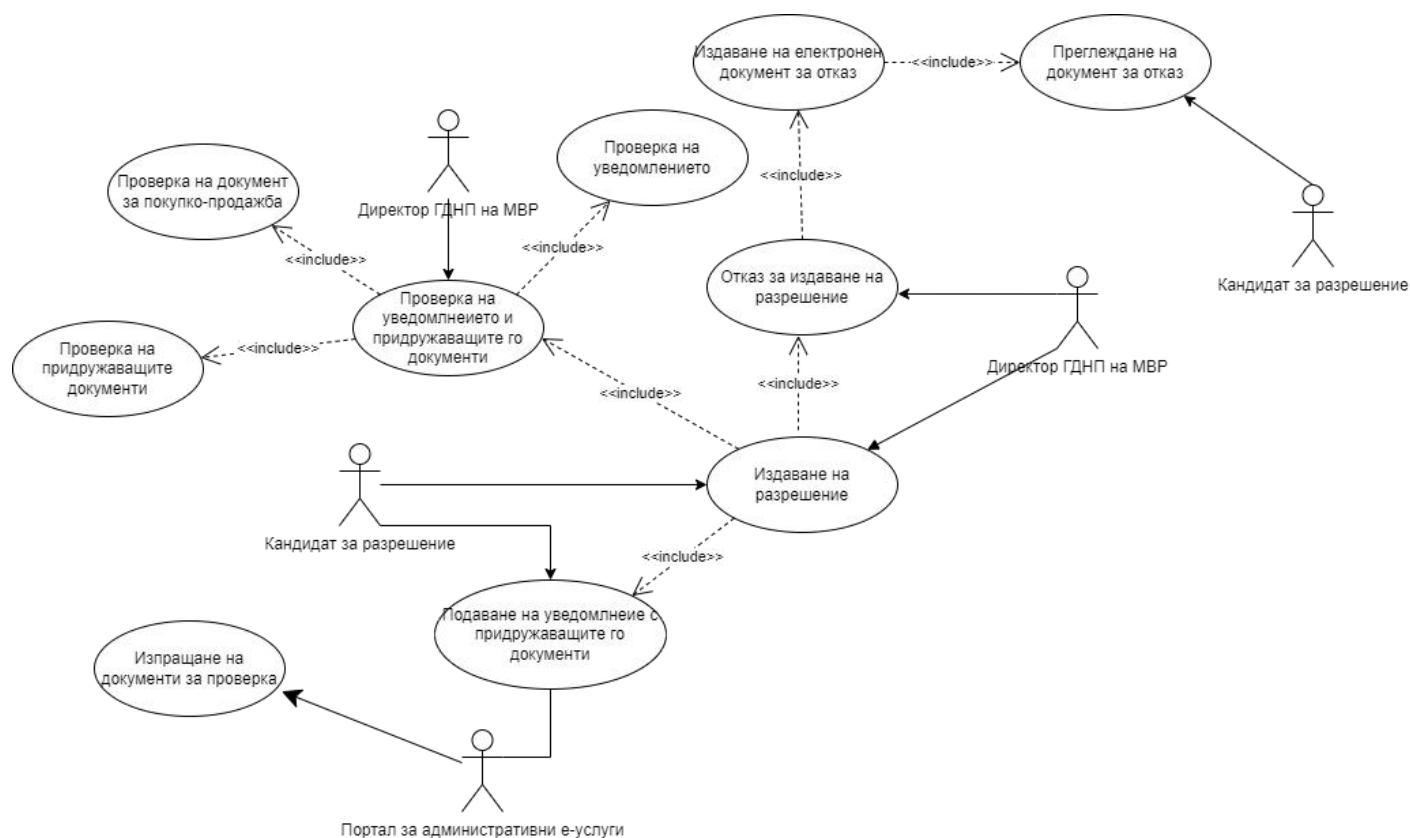 Издаване на електронен
документ за отказ
<<include>>
Преглеждане на
документ за отказ
Проверка на
уведомлението
Проверка на документ
за покупко-продажба
Директор ГДНП на МВР
<<include>>
<<include>>
<<include>>
Кандидат за разрешение
Отказ за издаване на
разрешение
Проверка на
уведомлнеието и
придружаващите го
документи
Проверка на
придружаващите
документи
<<include>>
Директор ГДНП на МВР
<<include>>
<<include>>
Издаване на
разрешение
Кандидат за разрешение
<<include>>
Подаване на уведомлнеие с
придружаващите го
документи
Изпращане на
документи за проверка
Портал за административни е-услуги